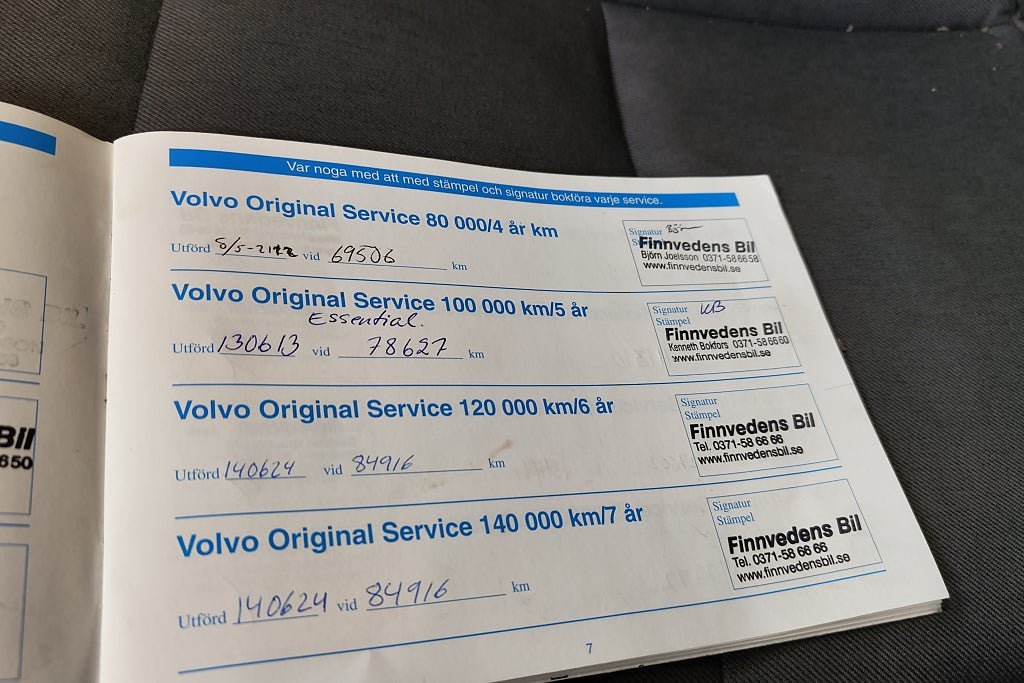 Var noga med att med stämpel och signatur bokföra varje service.
Volvo Original Service 80 000/4 år km
Utförd vid 69506 km
Signatur
Finnvedens Bil
Björn Joelsson 0371-58 66 58
www.finnvedensbil.se
Volvo Original Service 100 000 km/5 år
Essential.
Utförd 130613 vid 78627 km
Signatur KB
Stämpel
Finnvedens Bil
Kenneth Bokfors 0371-58 66 60
www.finnvedensbil.se
Volvo Original Service 120 000 km/6 år
Utförd 140624 vid 84916 km
Signatur
Stämpel
Finnvedens Bil
Tel. 0371-58 66 66
www.finnvedensbil.se
Volvo Original Service 140 000 km/7 år
Utförd 140624 vid 84916 km
Signatur
Stämpel
Finnvedens Bil
Tel. 0371-58 66 66
www.finnvedensbil.se
7
Bil
650